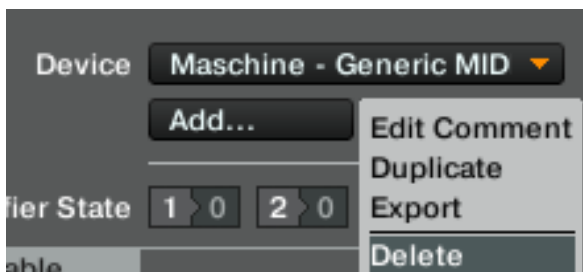 Device Maschine - Generic MID
Add...
Edit Comment
Duplicate
fier State 1 0 2 0
Export
Delete
able